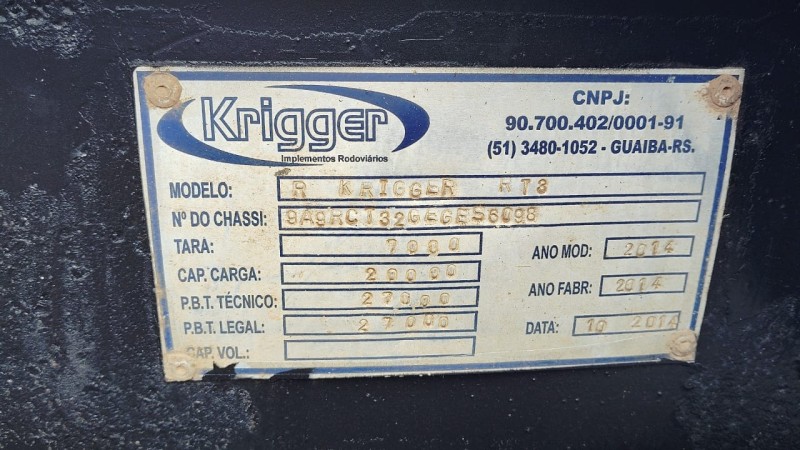 Krigger
Implementos Rodoviários
CNPJ:
90.700.402/0001-91
(51) 3480-1052 - GUAIBA-RS.
MODELO: R KRIGGER RT3
Nº DO CHASSI: 9A9RCT32GEGES6098
TARA: 7000
CAP. CARGA: 20000
P.B.T. TÉCNICO: 27000
P.B.T. LEGAL: 27000
CAP. VOL.:
ANO MOD: 2014
ANO FABR: 2014
DATA: 10 2014